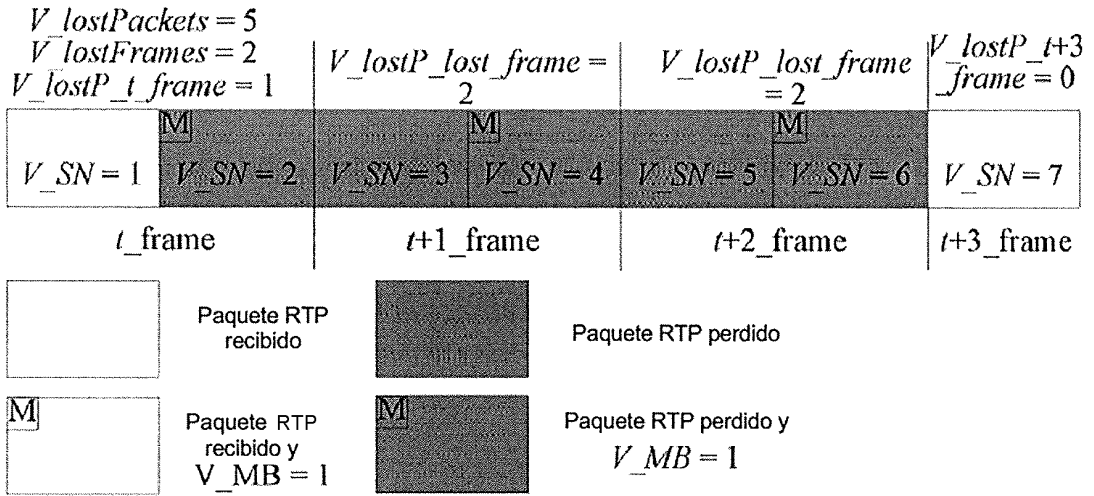 V_lostPackets = 5
V_lostFrames = 2
V_lostP_t_frame = 1
V_lostP_lost_frame =
2
V_lostP_lost_frame
= 2
V_lostP_t+3
_frame = 0
M
M
M
V_SN = 1
V_SN = 2
V_SN = 3
V_SN = 4
V_SN = 5
V_SN = 6
V_SN = 7
t_frame
t+1_frame
t+2_frame
t+3_frame
Paquete RTP
recibido
Paquete RTP perdido
M
Paquete RTP
recibido y
V_MB = 1
M
Paquete RTP perdido y
V_MB = 1